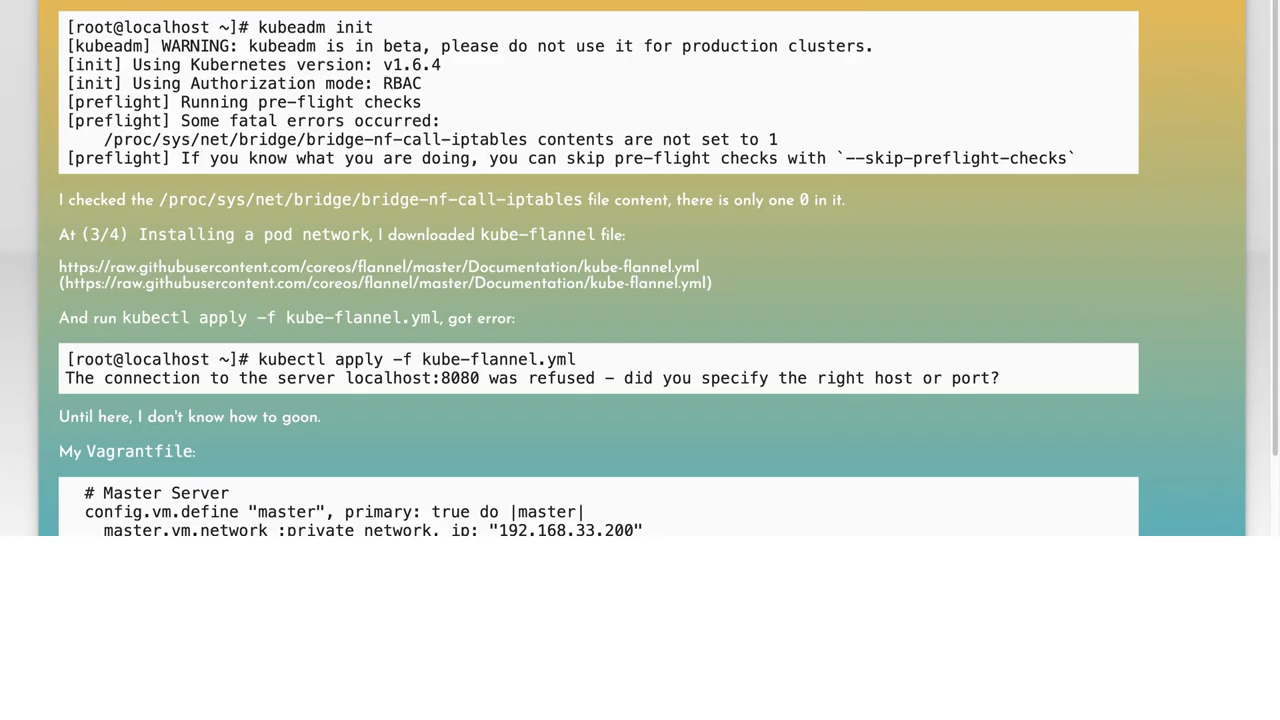 [root@localhost ~]# kubeadm init
[kubeadm] WARNING: kubeadm is in beta, please do not use it for production clusters.
[init] Using Kubernetes version: v1.6.4
[init] Using Authorization mode: RBAC
[preflight] Running pre-flight checks
[preflight] Some fatal errors occurred:
/proc/sys/net/bridge/bridge-nf-call-iptables contents are not set to 1
[preflight] If you know what you are doing, you can skip pre-flight checks with `--skip-preflight-checks`
I checked the /proc/sys/net/bridge/bridge-nf-call-iptables file content, there is only one 0 in it.
At (3/4) Installing a pod network, I downloaded kube-flannel file:
https://raw.githubusercontent.com/coreos/flannel/master/Documentation/kube-flannel.yml
(https://raw.githubusercontent.com/coreos/flannel/master/Documentation/kube-flannel.yml)
And run kubectl apply -f kube-flannel.yml, got error:
[root@localhost ~]# kubectl apply -f kube-flannel.yml
The connection to the server localhost:8080 was refused - did you specify the right host or port?
Until here, I don't know how to goon.
My Vagrantfile:
# Master Server
config.vm.define "master", primary: true do |master|
master.vm.network :private_network, ip: "192.168.33.200"